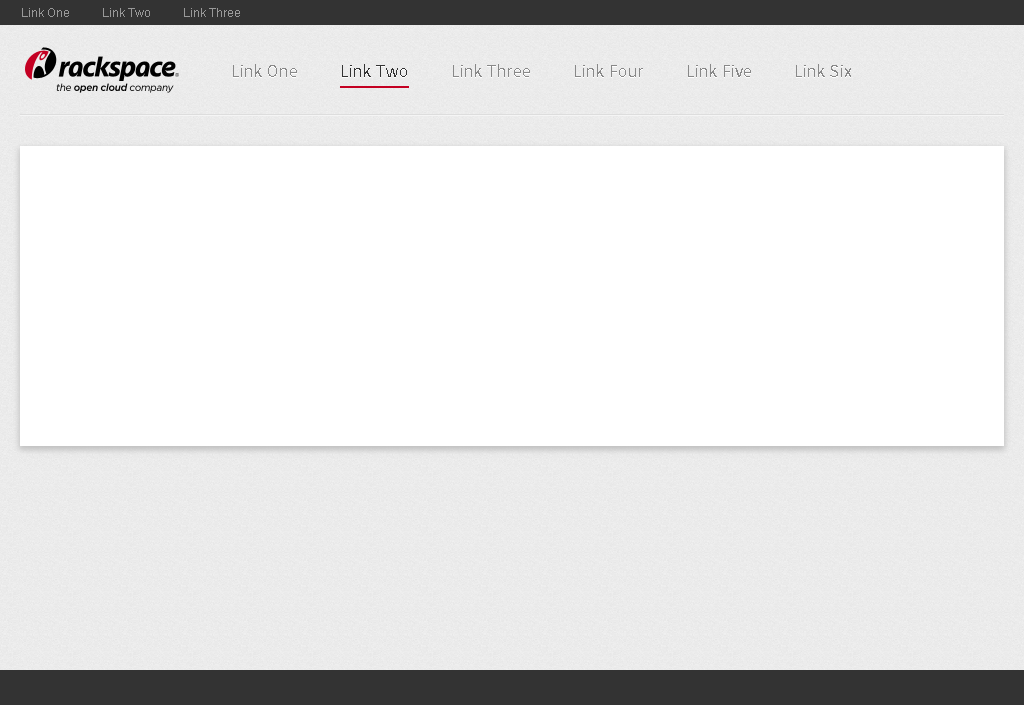 Link One Link Two Link Three
rackspace®
the open cloud company
Link One Link Two Link Three Link Four Link Five Link Six